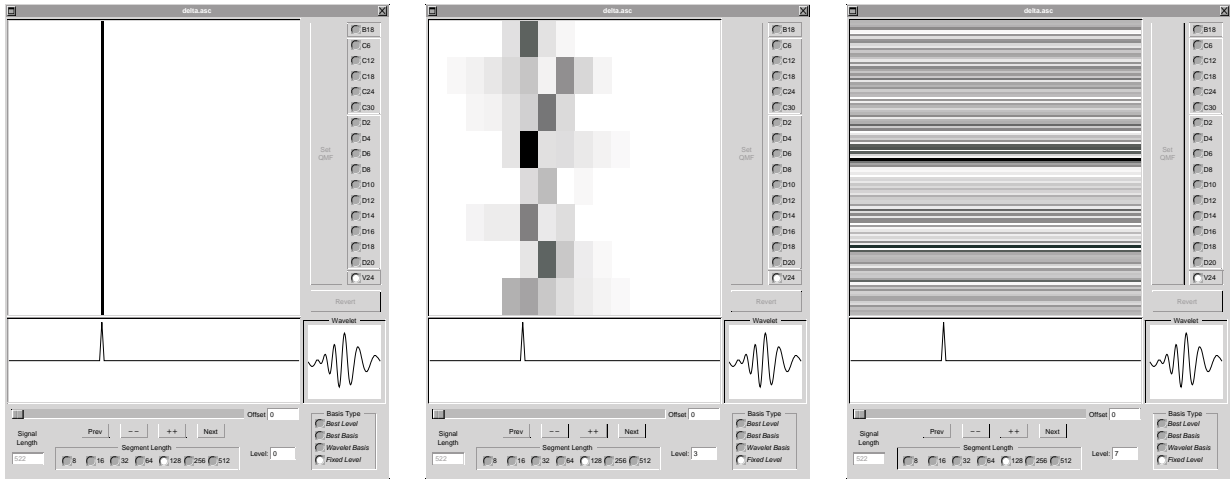 delta.asc
B18
C6
C12
C18
C24
C30
D2
D4
Set
QMF
D6
D8
D10
D12
D14
D16
D18
D20
V24
Revert
Wavelet
Offset 0
Basis Type
Best Level
Best Basis
Wavelet Basis
Fixed Level
Signal
Length
522
Prev -- ++ Next
Segment Length
8 16 32 64 128 256 512
Level: 0
delta.asc
B18
C6
C12
C18
C24
C30
D2
D4
Set
QMF
D6
D8
D10
D12
D14
D16
D18
D20
V24
Revert
Wavelet
Offset 0
Basis Type
Best Level
Best Basis
Wavelet Basis
Fixed Level
Signal
Length
522
Prev -- ++ Next
Segment Length
8 16 32 64 128 256 512
Level: 3
delta.asc
B18
C6
C12
C18
C24
C30
D2
D4
Set
QMF
D6
D8
D10
D12
D14
D16
D18
D20
V24
Revert
Wavelet
Offset 0
Basis Type
Best Level
Best Basis
Wavelet Basis
Fixed Level
Signal
Length
522
Prev -- ++ Next
Segment Length
8 16 32 64 128 256 512
Level: 7